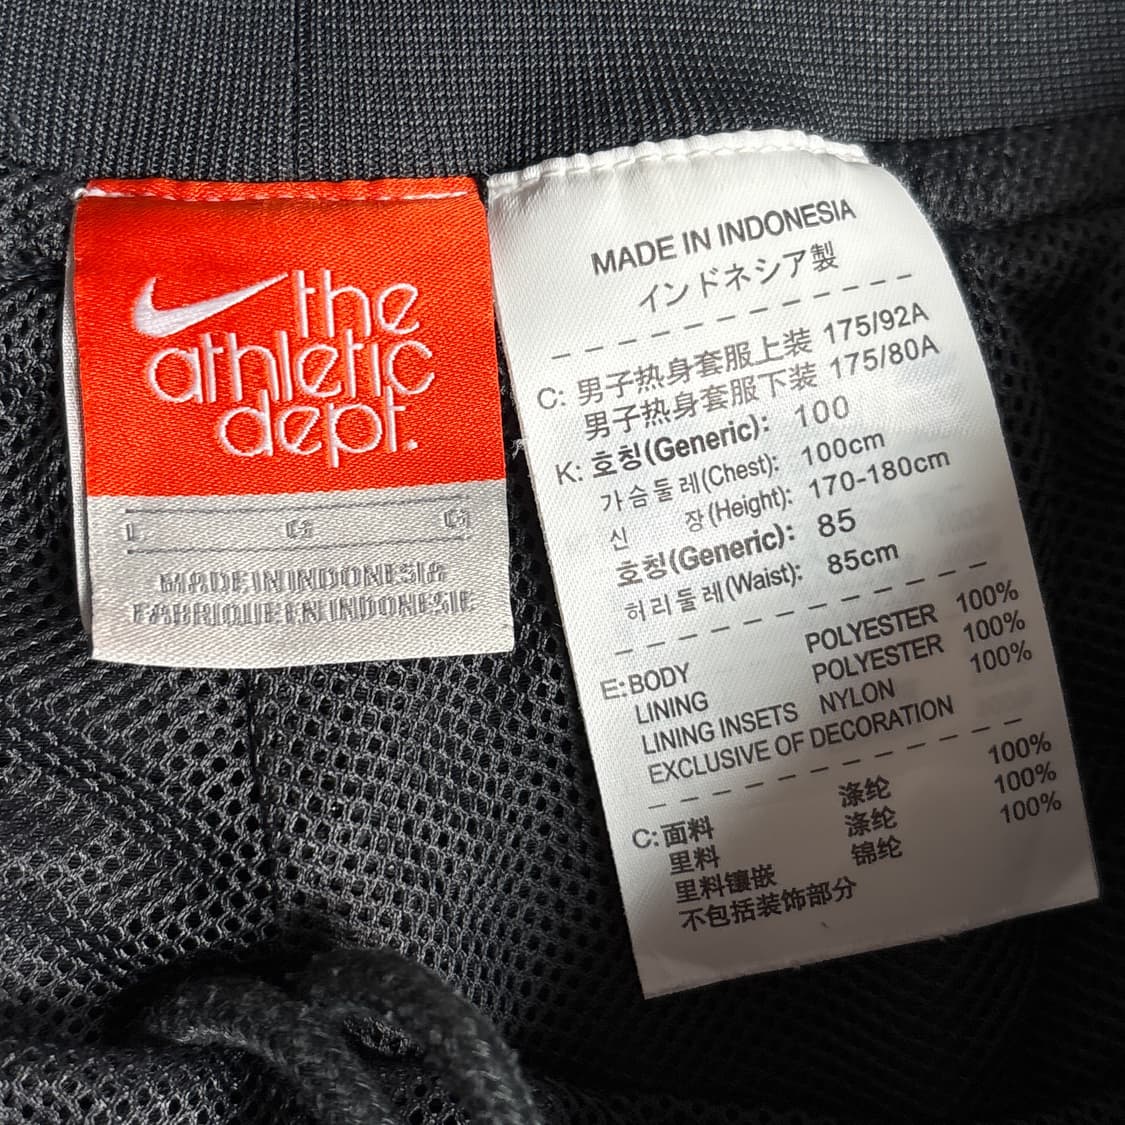 the
athletic
dept.
L G G
MADE IN INDONESIA
FABRIQUE EN INDONESIE
MADE IN INDONESIA
インドネシア製
C: 男子热身套服上装 175/92A
男子热身套服下装 175/80A
K: 호칭(Generic): 100
가슴둘레(Chest): 100cm
신 장(Height): 170-180cm
호칭(Generic): 85
허리둘레(Waist): 85cm
E: BODY POLYESTER 100%
LINING POLYESTER 100%
LINING INSETS NYLON 100%
EXCLUSIVE OF DECORATION
C: 面料 涤纶 100%
里料 涤纶 100%
里料镶嵌 锦纶 100%
不包括装饰部分